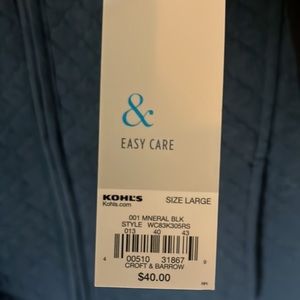 &
EASY CARE
KOHL'S SIZE LARGE
Kohls.com
001 MNERAL BLK
STYLE WC83K305RS
013 40 43
4 00510 31867 9
CROFT & BARROW
$40.00